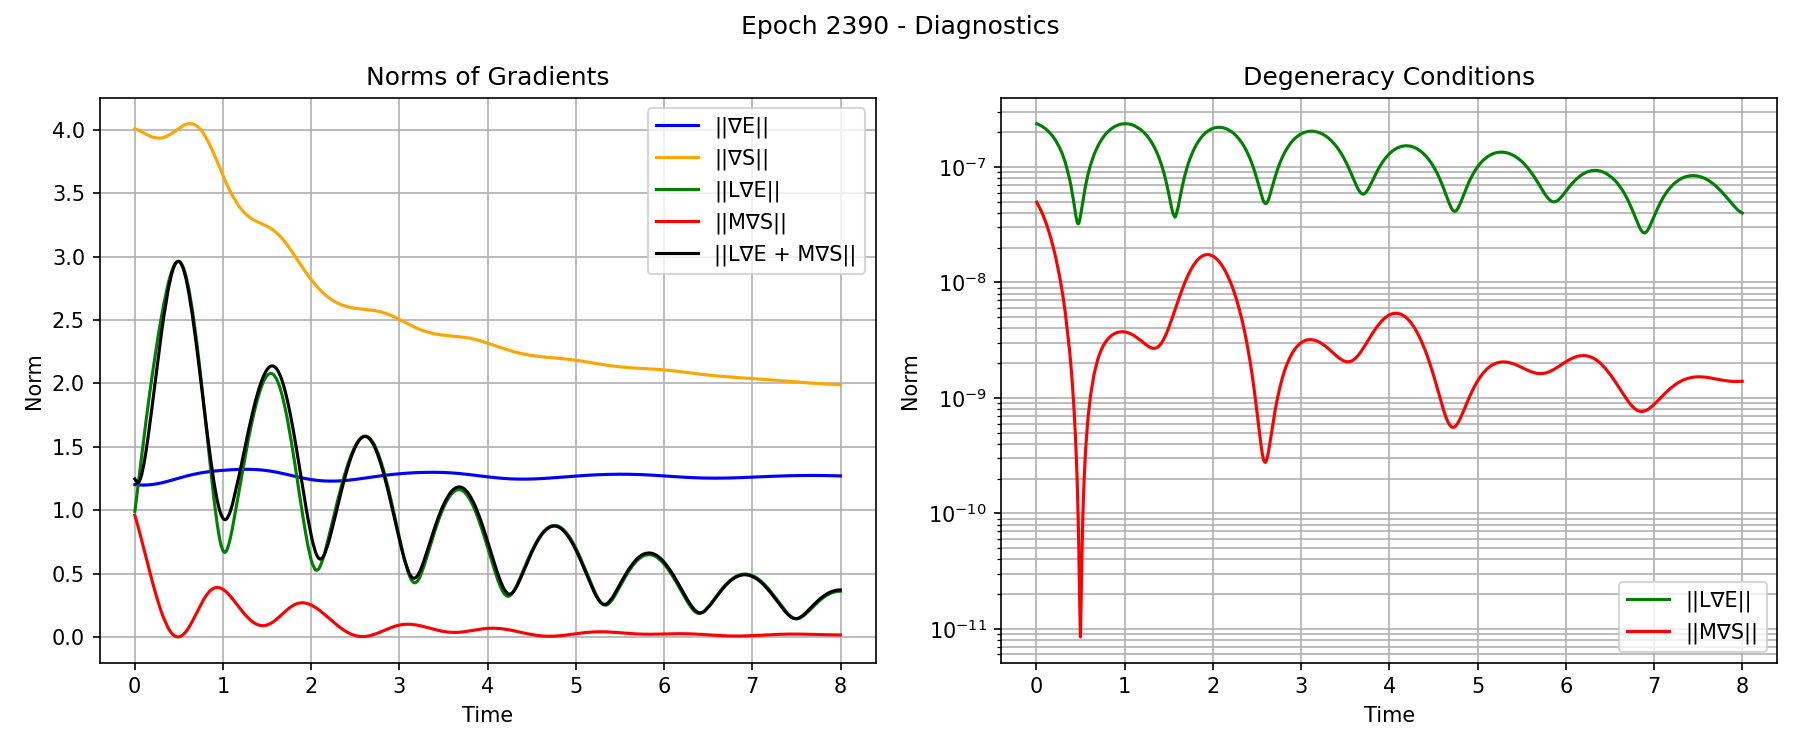 Epoch 2390 - Diagnostics
Norms of Gradients
Norm
4.0
3.5
3.0
2.5
2.0
1.5
1.0
0.5
0.0
||∇E||
||∇S||
||L∇E||
||M∇S||
||L∇E + M∇S||
0 1 2 3 4 5 6 7 8
Time
Degeneracy Conditions
Norm
10⁻⁷
10⁻⁸
10⁻⁹
10⁻¹⁰
10⁻¹¹
||L∇E||
||M∇S||
0 1 2 3 4 5 6 7 8
Time